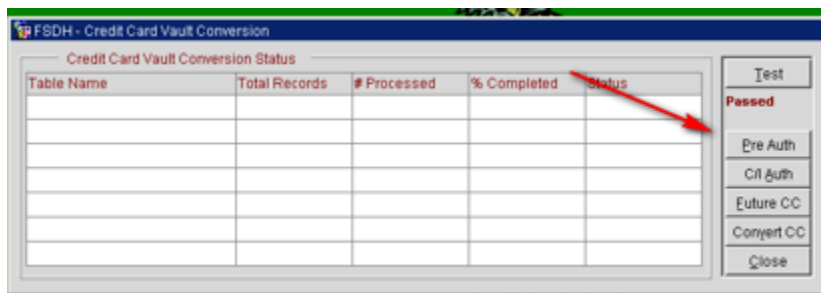 FSDH - Credit Card Vault Conversion
Credit Card Vault Conversion Status
Table Name Total Records # Processed % Completed Status
Test
Passed
Pre Auth
C/I Auth
Future CC
Convert CC
Close